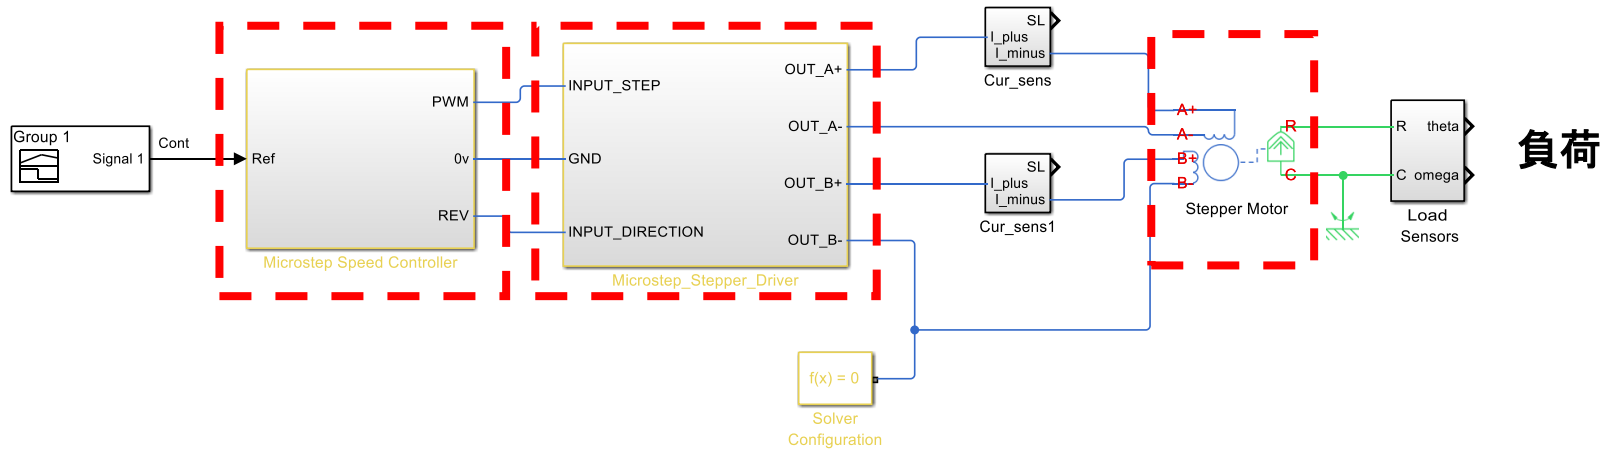 Group 1
Signal 1
Cont
Ref
PWM
0v
REV
Microstep Speed Controller
INPUT_STEP
GND
INPUT_DIRECTION
OUT_A+
OUT_A-
OUT_B+
OUT_B-
Microstep_Stepper_Driver
f(x) = 0
Solver
Configuration
SL
I_plus
I_minus
Cur_sens
SL
I_plus
I_minus
Cur_sens1
A+
A-
B+
B-
R
C
Stepper Motor
R
theta
C
omega
Load
Sensors
負荷